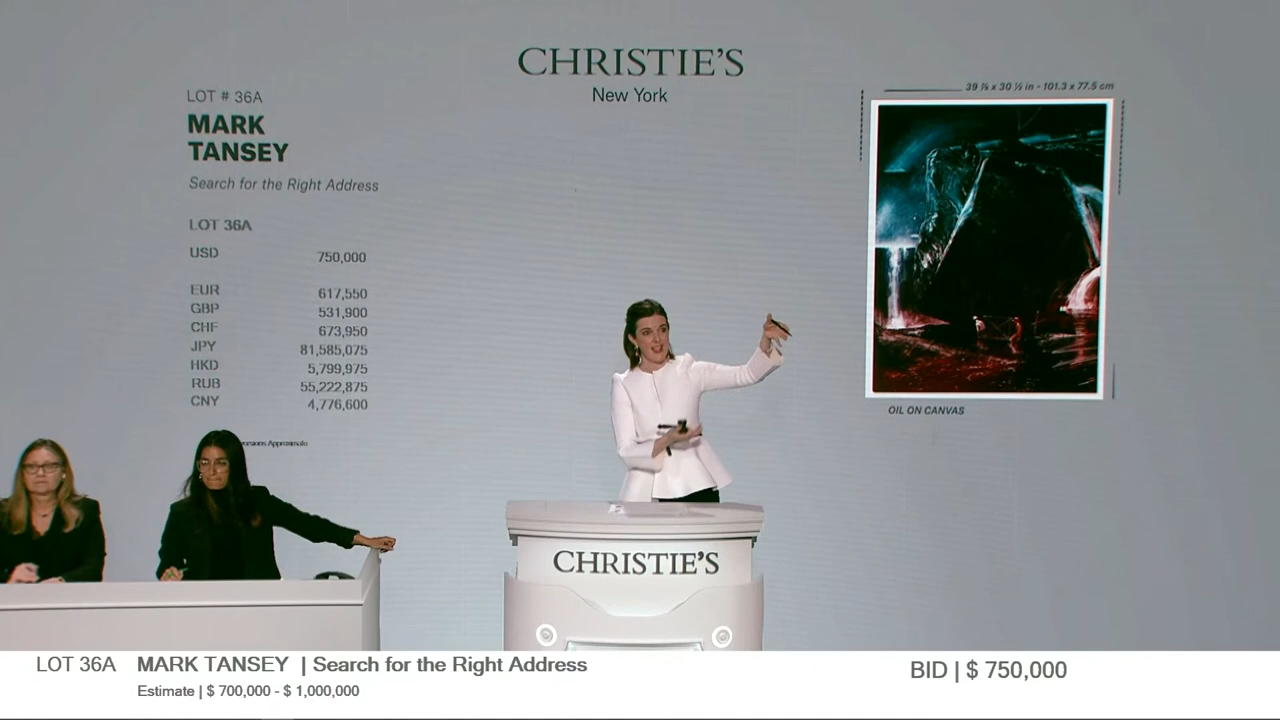 CHRISTIE'S
New York
LOT # 36A
MARK
TANSEY
Search for the Right Address
LOT 36A
USD 750,000
EUR 617,550
GBP 531,900
CHF 673,950
JPY 81,585,075
HKD 5,799,975
RUB 55,222,875
CNY 4,776,600
Approximate
39 ⅞ x 30 ½ in - 101.3 x 77.5 cm
OIL ON CANVAS
CHRISTIE'S
LOT 36A MARK TANSEY | Search for the Right Address
Estimate | $ 700,000 - $ 1,000,000
BID | $ 750,000